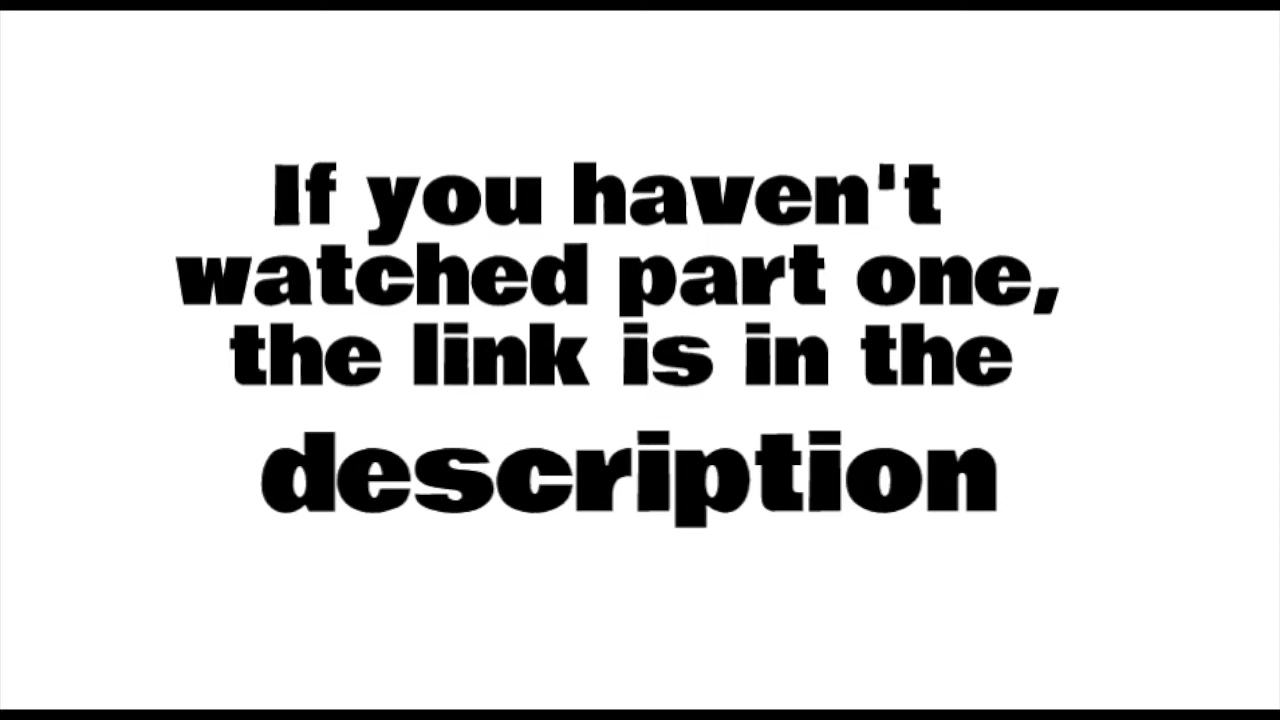 If you haven't
watched part one,
the link is in the
description